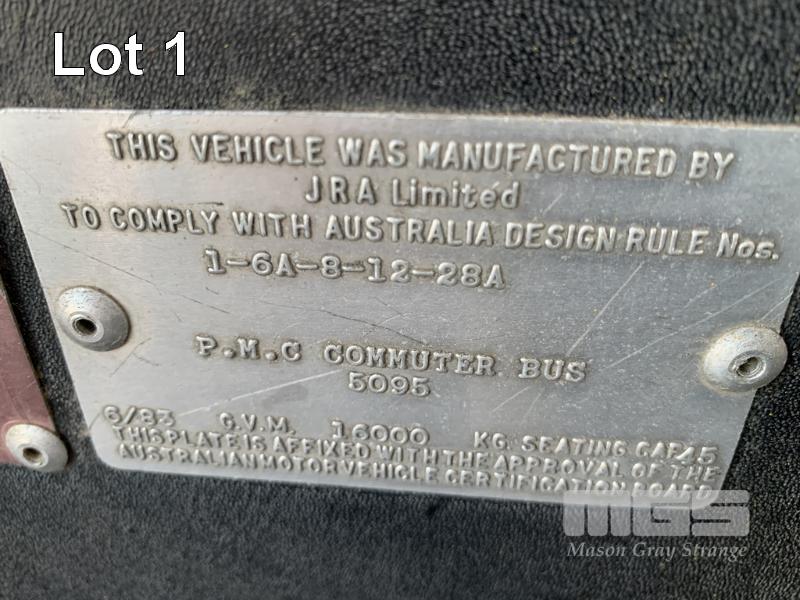 Lot 1
THIS VEHICLE WAS MANUFACTURED BY
JRA Limited
TO COMPLY WITH AUSTRALIA DESIGN RULE Nos.
1-6A-8-12-28A
P.M.C COMMUTER BUS
5095
6/83 G.V.M. 16000 KG. SEATING CAP 45
THIS PLATE IS AFFIXED WITH THE APPROVAL OF THE
AUSTRALIAN MOTOR VEHICLE CERTIFICATION BOARD
MGS
Mason Gray Strange